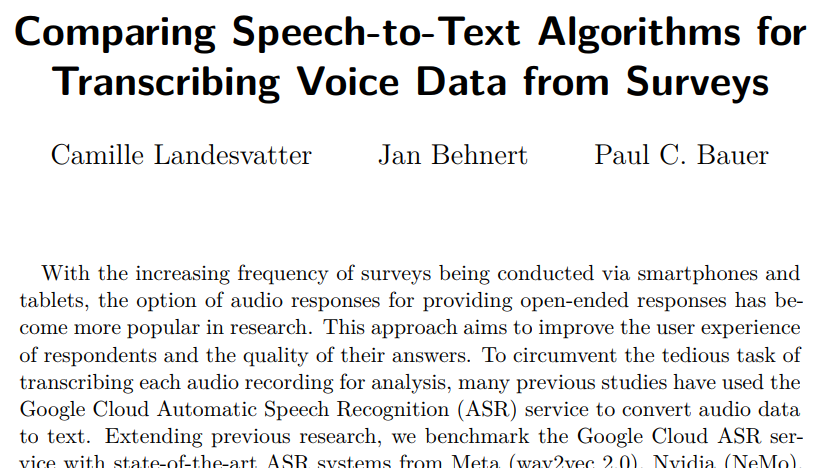 Comparing Speech-to-Text Algorithms for
Transcribing Voice Data from Surveys
Camille Landesvatter Jan Behnert Paul C. Bauer
With the increasing frequency of surveys being conducted via smartphones and
tablets, the option of audio responses for providing open-ended responses has be-
come more popular in research. This approach aims to improve the user experience
of respondents and the quality of their answers. To circumvent the tedious task of
transcribing each audio recording for analysis, many previous studies have used the
Google Cloud Automatic Speech Recognition (ASR) service to convert audio data
to text. Extending previous research, we benchmark the Google Cloud ASR ser-
vice with state-of-the-art ASR systems from Meta (wav2vec 2.0), Nvidia (NeMo),